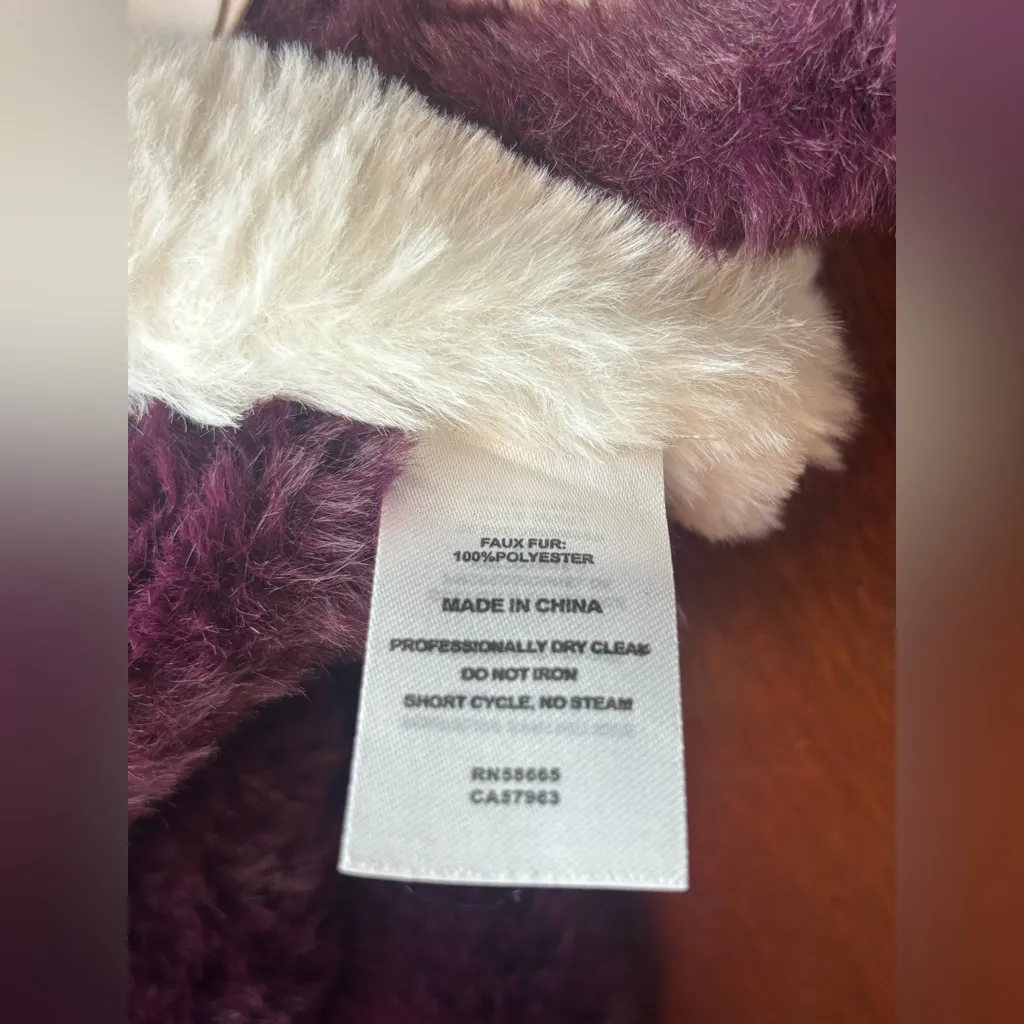 FAUX FUR:
100%POLYESTER
MADE IN CHINA
PROFESSIONALLY DRY CLEAN
DO NOT IRON
SHORT CYCLE, NO STEAM
RN58665
CA57963